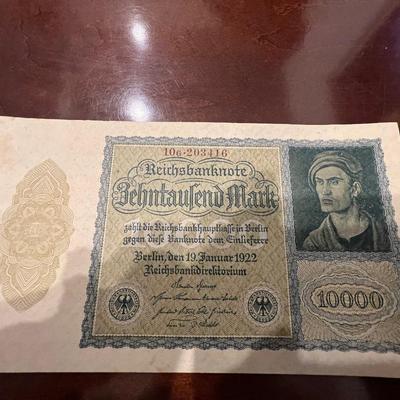 10G·203416
Reichsbanknote
Zehntausend Mark
zahlt die Reichsbankhauptkasse in Berlin
gegen diese Banknote dem Einlieferer
Berlin, den 19. Januar 1922
Reichsbankdirektorium
10000